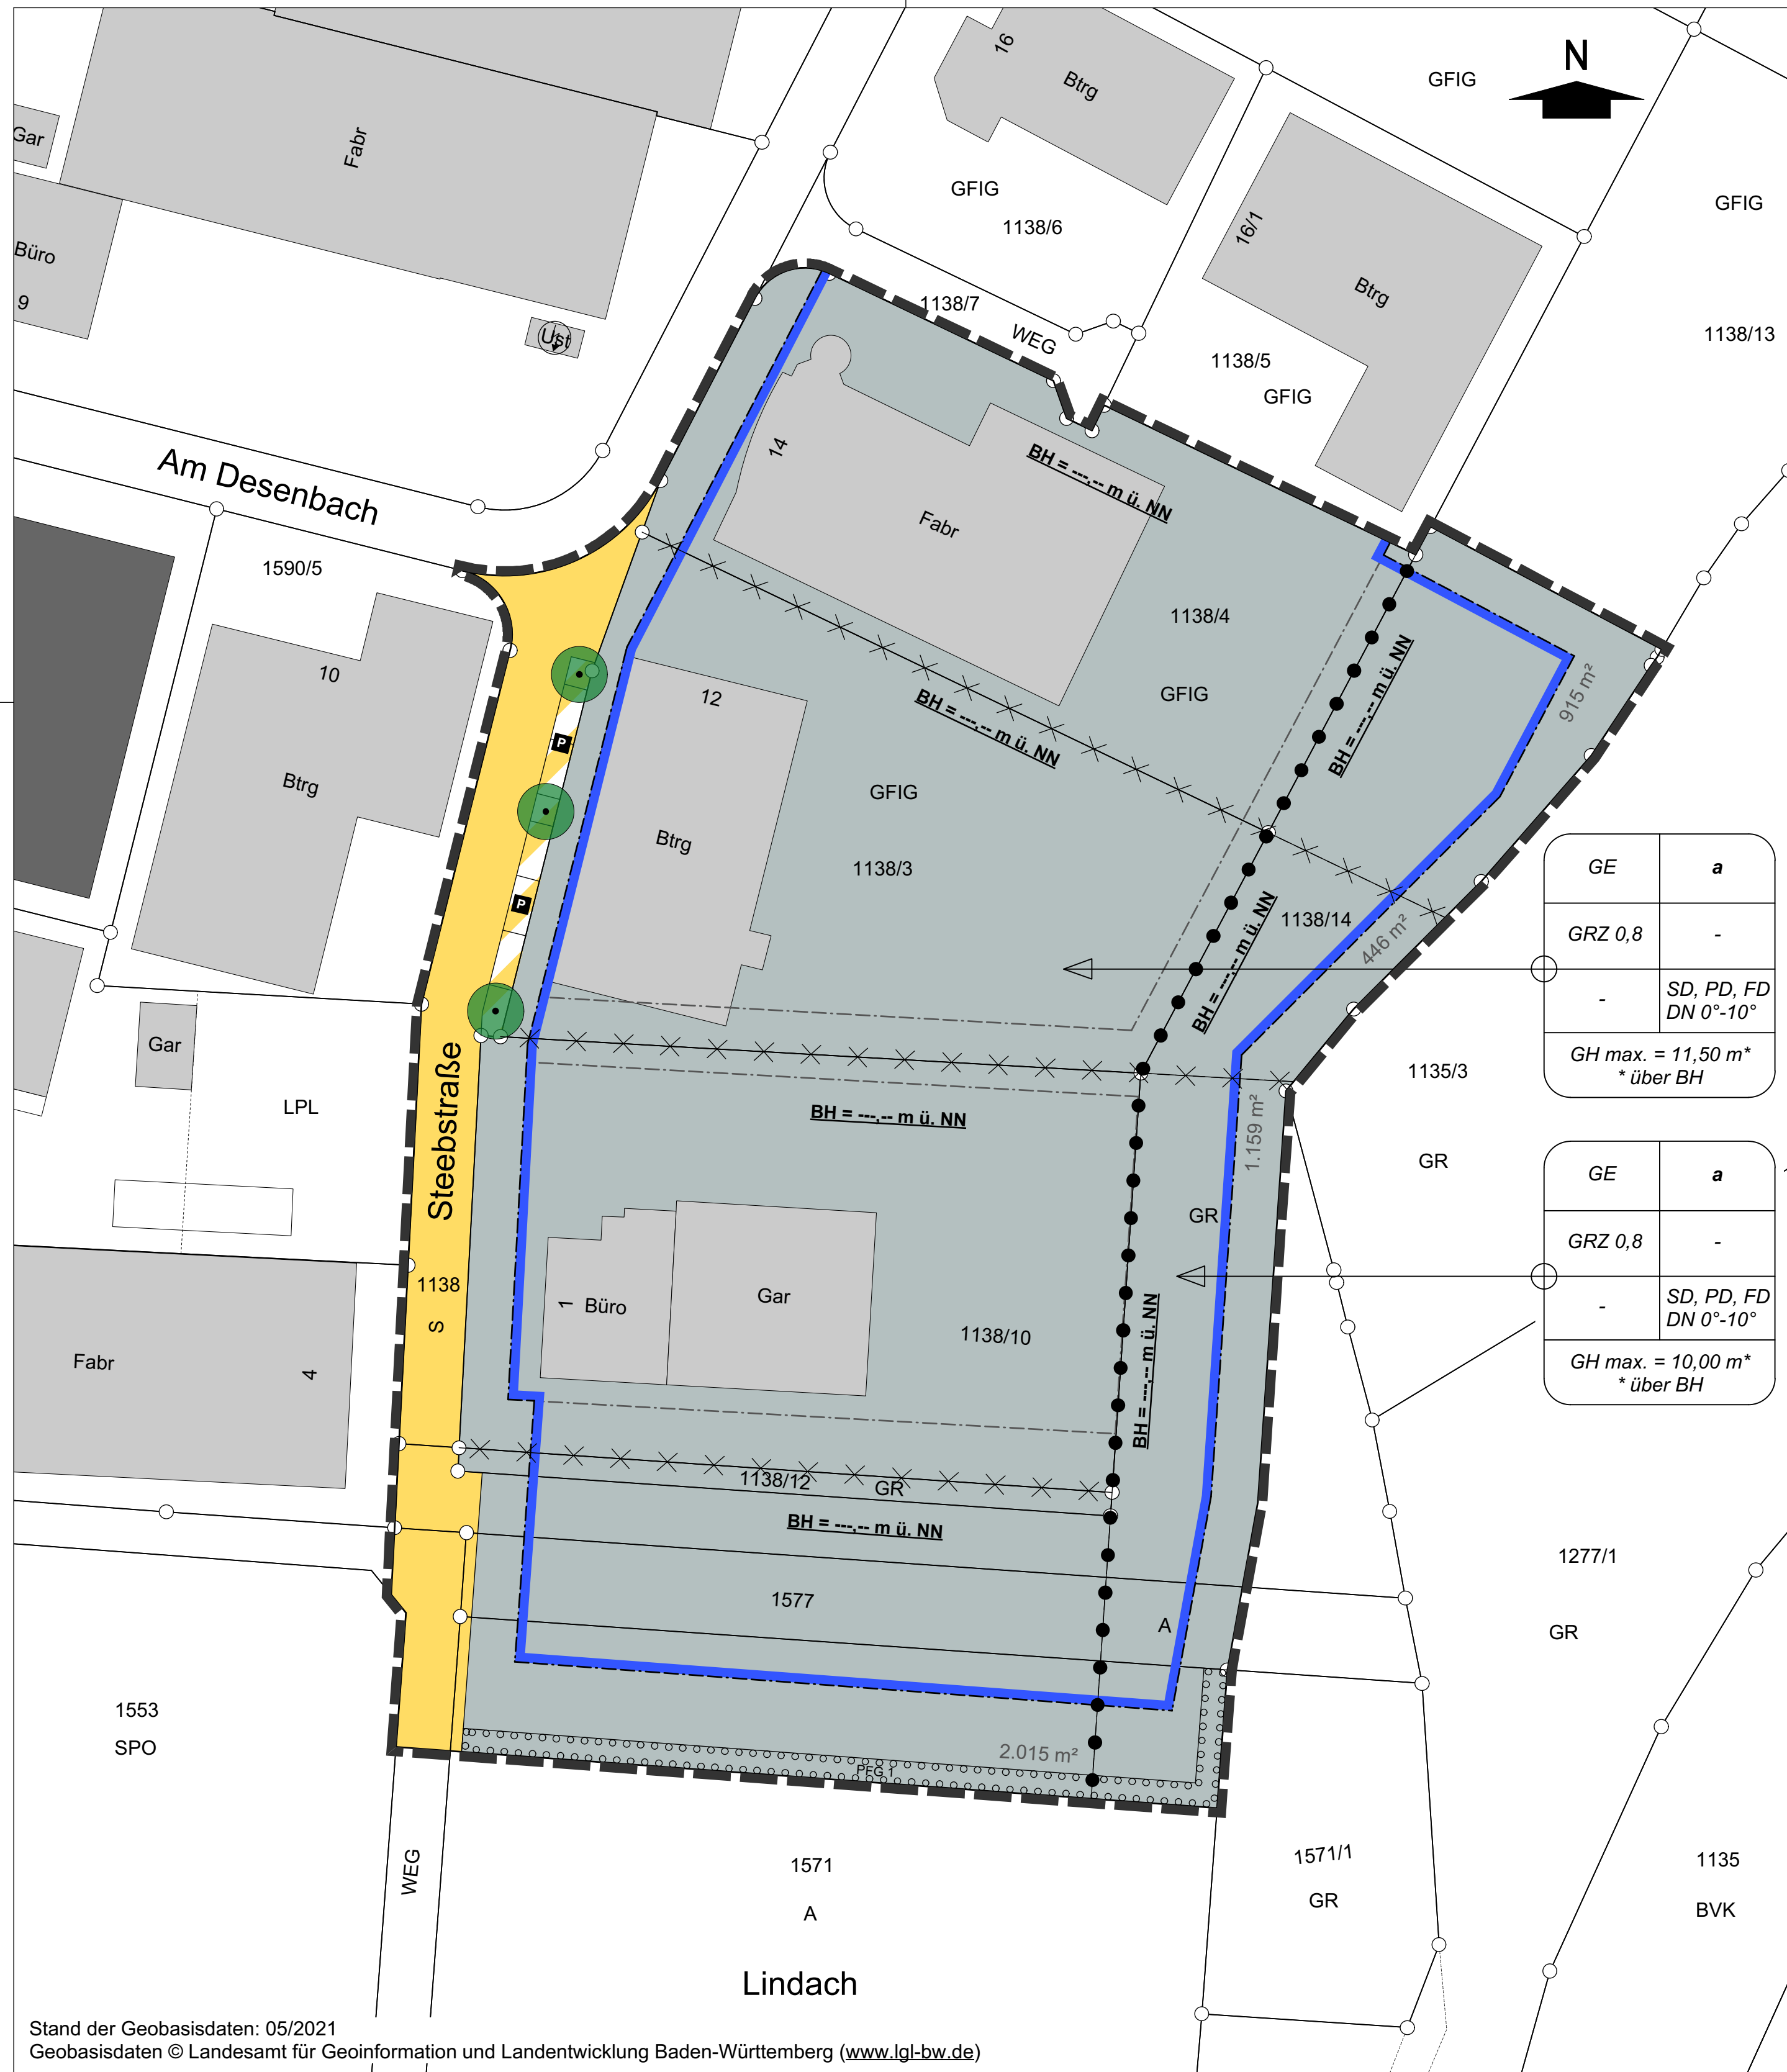 16
Btrg
GFIG
N
Gar
Fabr
GFIG
1138/6
16/1
GFIG
Büro
9
Btrg
1138/7
WEG
Ust
1138/5
GFIG
1138/13
14
BH = ---,-- m ü. NN
Am Desenbach
Fabr
1590/5
1138/4
10
12
GFIG
BH = ---,-- m ü. NN
BH = ---,-- m ü. NN
915 m²
P
Btrg
GFIG
Btrg
1138/3
P
1138/14
446 m²
BH = ---,-- m ü. NN
GE
a
GRZ 0,8
-
-
SD, PD, FD
DN 0°-10°
GH max. = 11,50 m*
* über BH
Gar
LPL
Steebstraße
BH = ---,-- m ü. NN
1.159 m²
1135/3
GR
GR
GE
a
GRZ 0,8
-
-
SD, PD, FD
DN 0°-10°
GH max. = 10,00 m*
* über BH
1138
S
1
Büro
Gar
1138/10
BH = ---,-- m ü. NN
Fabr
4
1138/12
GR
BH = ---,-- m ü. NN
1277/1
GR
1577
A
1553
SPO
2.015 m²
PFG 1
WEG
1571
A
1571/1
GR
1135
BVK
Lindach
Stand der Geobasisdaten: 05/2021
Geobasisdaten © Landesamt für Geoinformation und Landentwicklung Baden-Württemberg (www.lgl-bw.de)